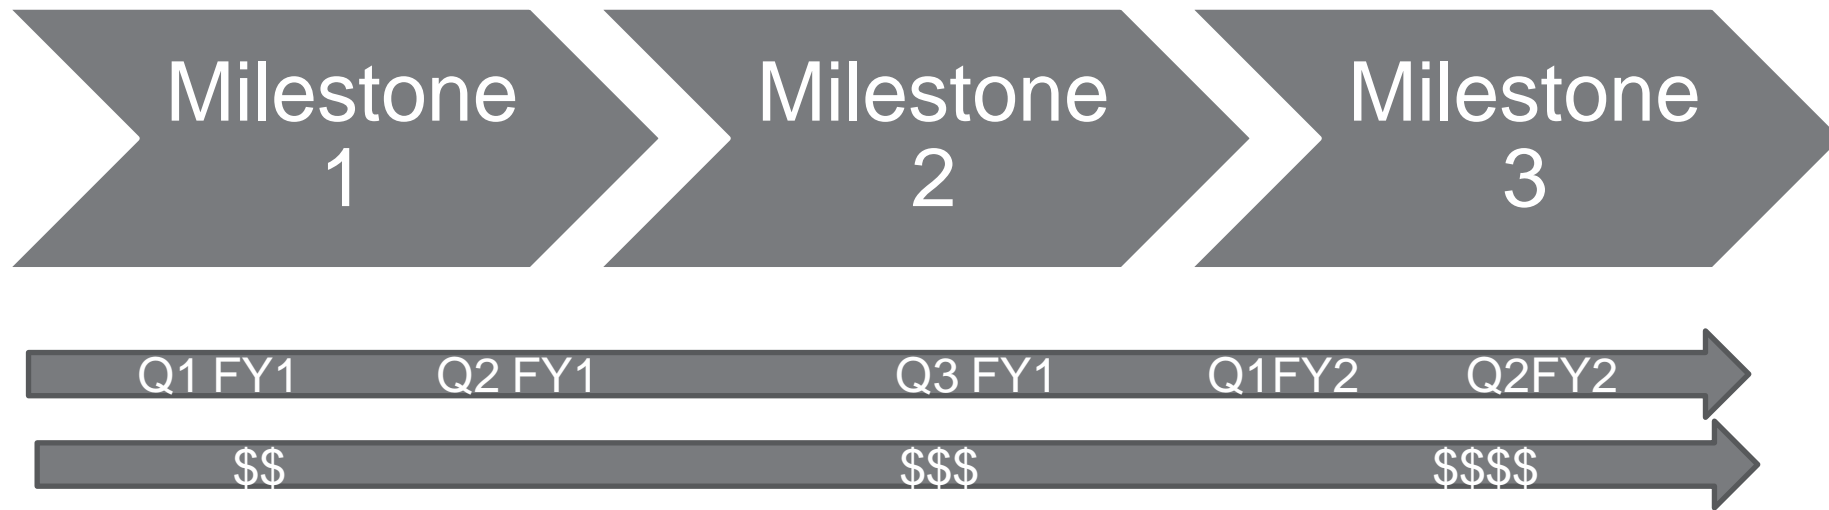 Milestone
1
Milestone
2
Milestone
3
Q1 FY1 Q2 FY1 Q3 FY1 Q1FY2 Q2FY2
$$ $$$ $$$$